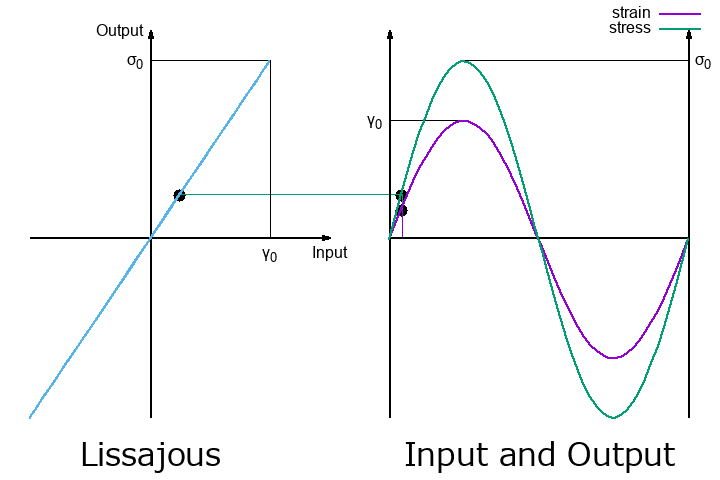 strain
stress
Output
σ0
σ0
γ0
γ0
Input
Lissajous
Input and Output